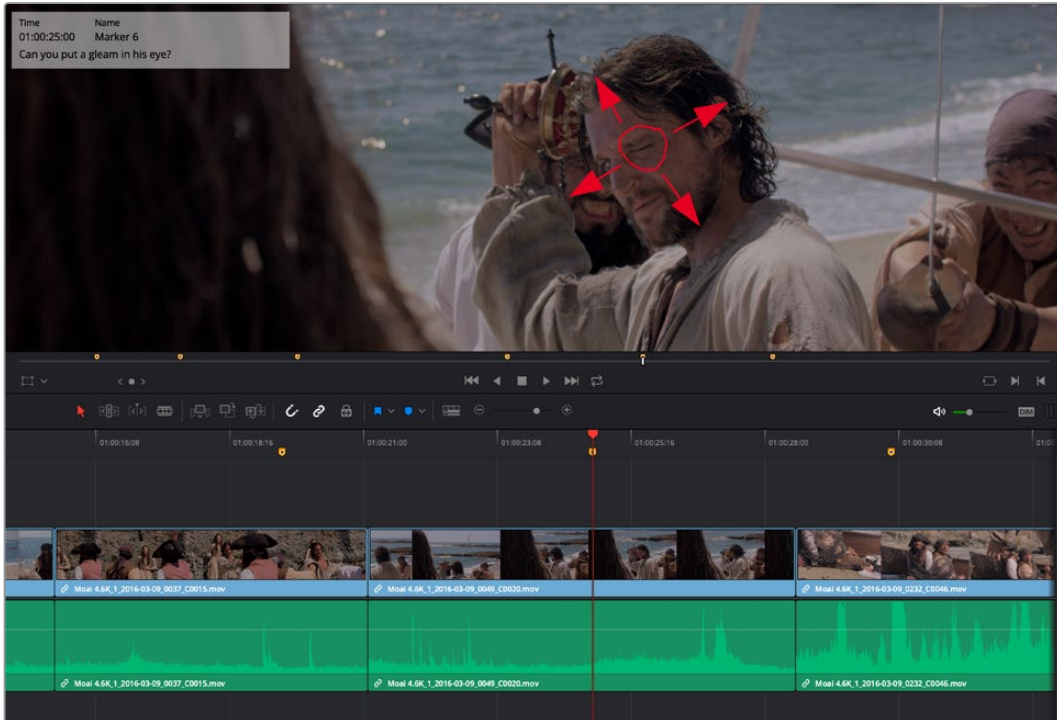 Time Name
01:00:25:00 Marker 6
Can you put a gleam in his eye?
DIM
01:00:16:08 01:00:18:16 01:00:21:00 01:00:23:08 01:00:25:16 01:00:28:00 01:00:30:08
Moai 4.6K_1_2016-03-09_0037_C0015.mov Moai 4.6K_1_2016-03-09_0049_C0020.mov Moai 4.6K_1_2016-03-09_0232_C0046.mov
Moai 4.6K_1_2016-03-09_0037_C0015.mov Moai 4.6K_1_2016-03-09_0049_C0020.mov Moai 4.6K_1_2016-03-09_0232_C0046.mov